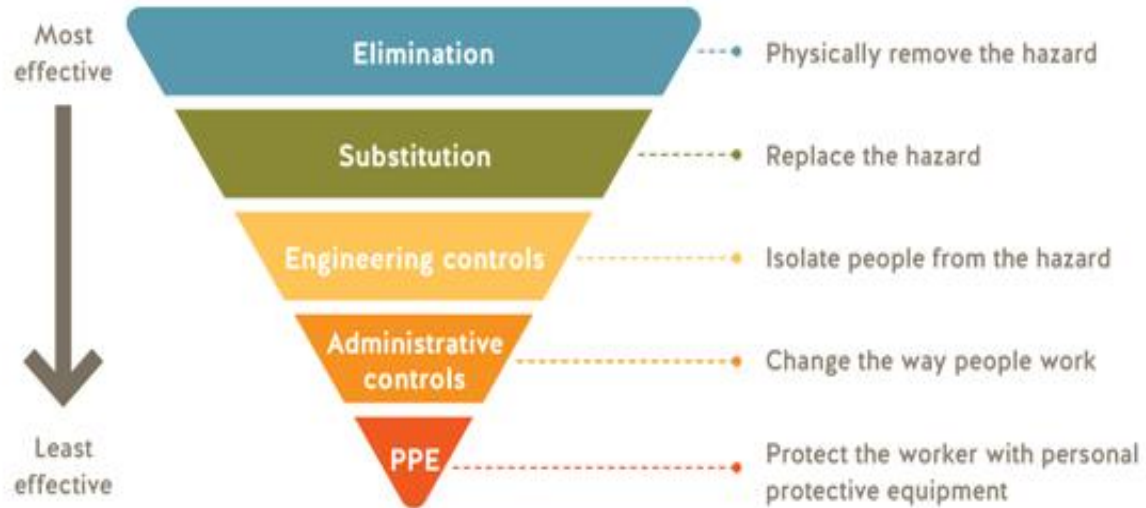 Most
effective
Elimination
Physically remove the hazard
Substitution
Replace the hazard
Engineering controls
Isolate people from the hazard
Administrative
controls
Change the way people work
Least
effective
PPE
Protect the worker with personal
protective equipment